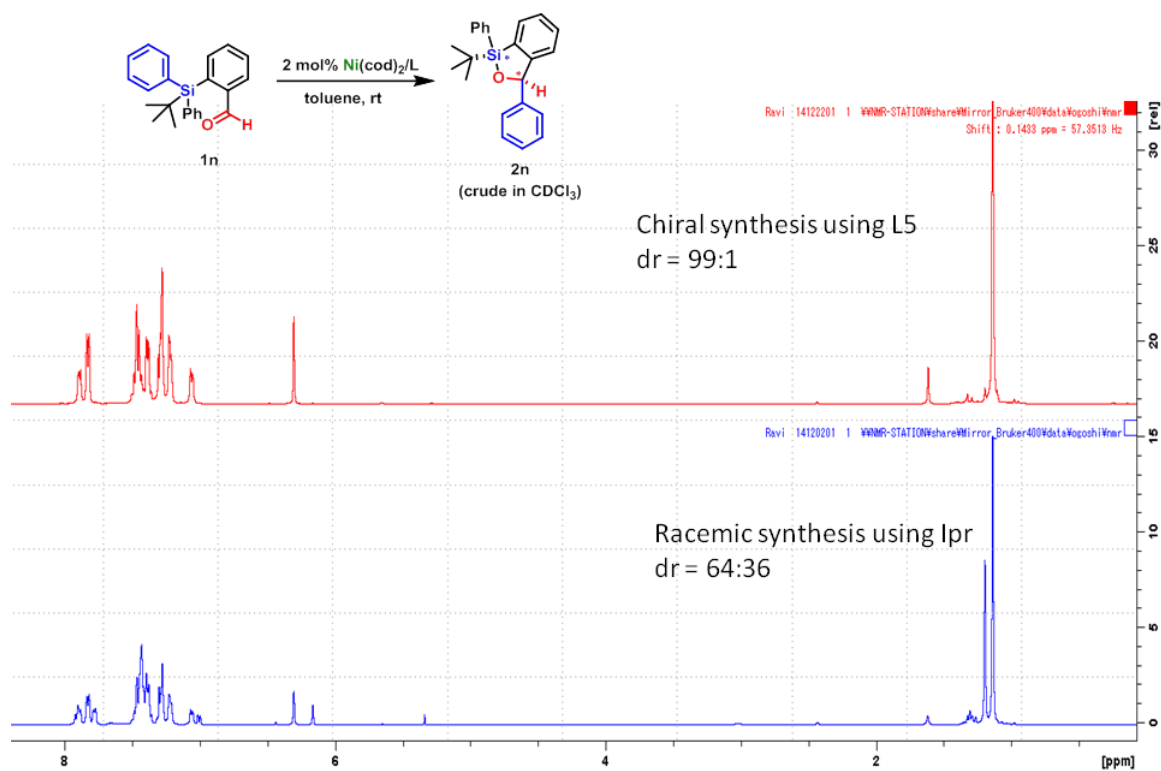 Ph
Si*
O
*
H
Si
Ph
O
H
1n
2 mol% Ni(cod)2/L
toluene, rt
2n
(crude in CDCl3)
Ravi 14122201 1 ¥¥NMR-STATION¥share¥Mirror_Bruker400¥data¥ogoshi¥nmr
Shift : 0.1433 ppm = 57.3513 Hz
Chiral synthesis using L5
dr = 99:1
[rel]
30
25
20
Ravi 14120201 1 ¥¥NMR-STATION¥share¥Mirror_Bruker400¥data¥ogoshi¥nmr
Racemic synthesis using Ipr
dr = 64:36
15
10
5
0
8
6
4
2
[ppm]